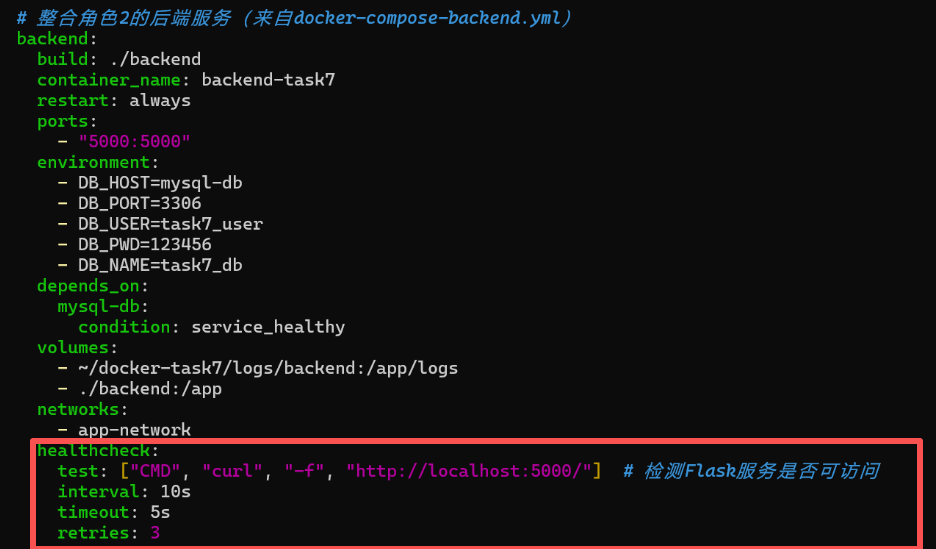 # 整合角色2的后端服务（来自docker-compose-backend.yml）
backend:
  build: ./backend
  container_name: backend-task7
  restart: always
  ports:
    - "5000:5000"
  environment:
    - DB_HOST=mysql-db
    - DB_PORT=3306
    - DB_USER=task7_user
    - DB_PWD=123456
    - DB_NAME=task7_db
  depends_on:
    mysql-db:
      condition: service_healthy
  volumes:
    - ~/docker-task7/logs/backend:/app/logs
    - ./backend:/app
  networks:
    - app-network
  healthcheck:
    test: ["CMD", "curl", "-f", "http://localhost:5000/"]  # 检测Flask服务是否可访问
    interval: 10s
    timeout: 5s
    retries: 3